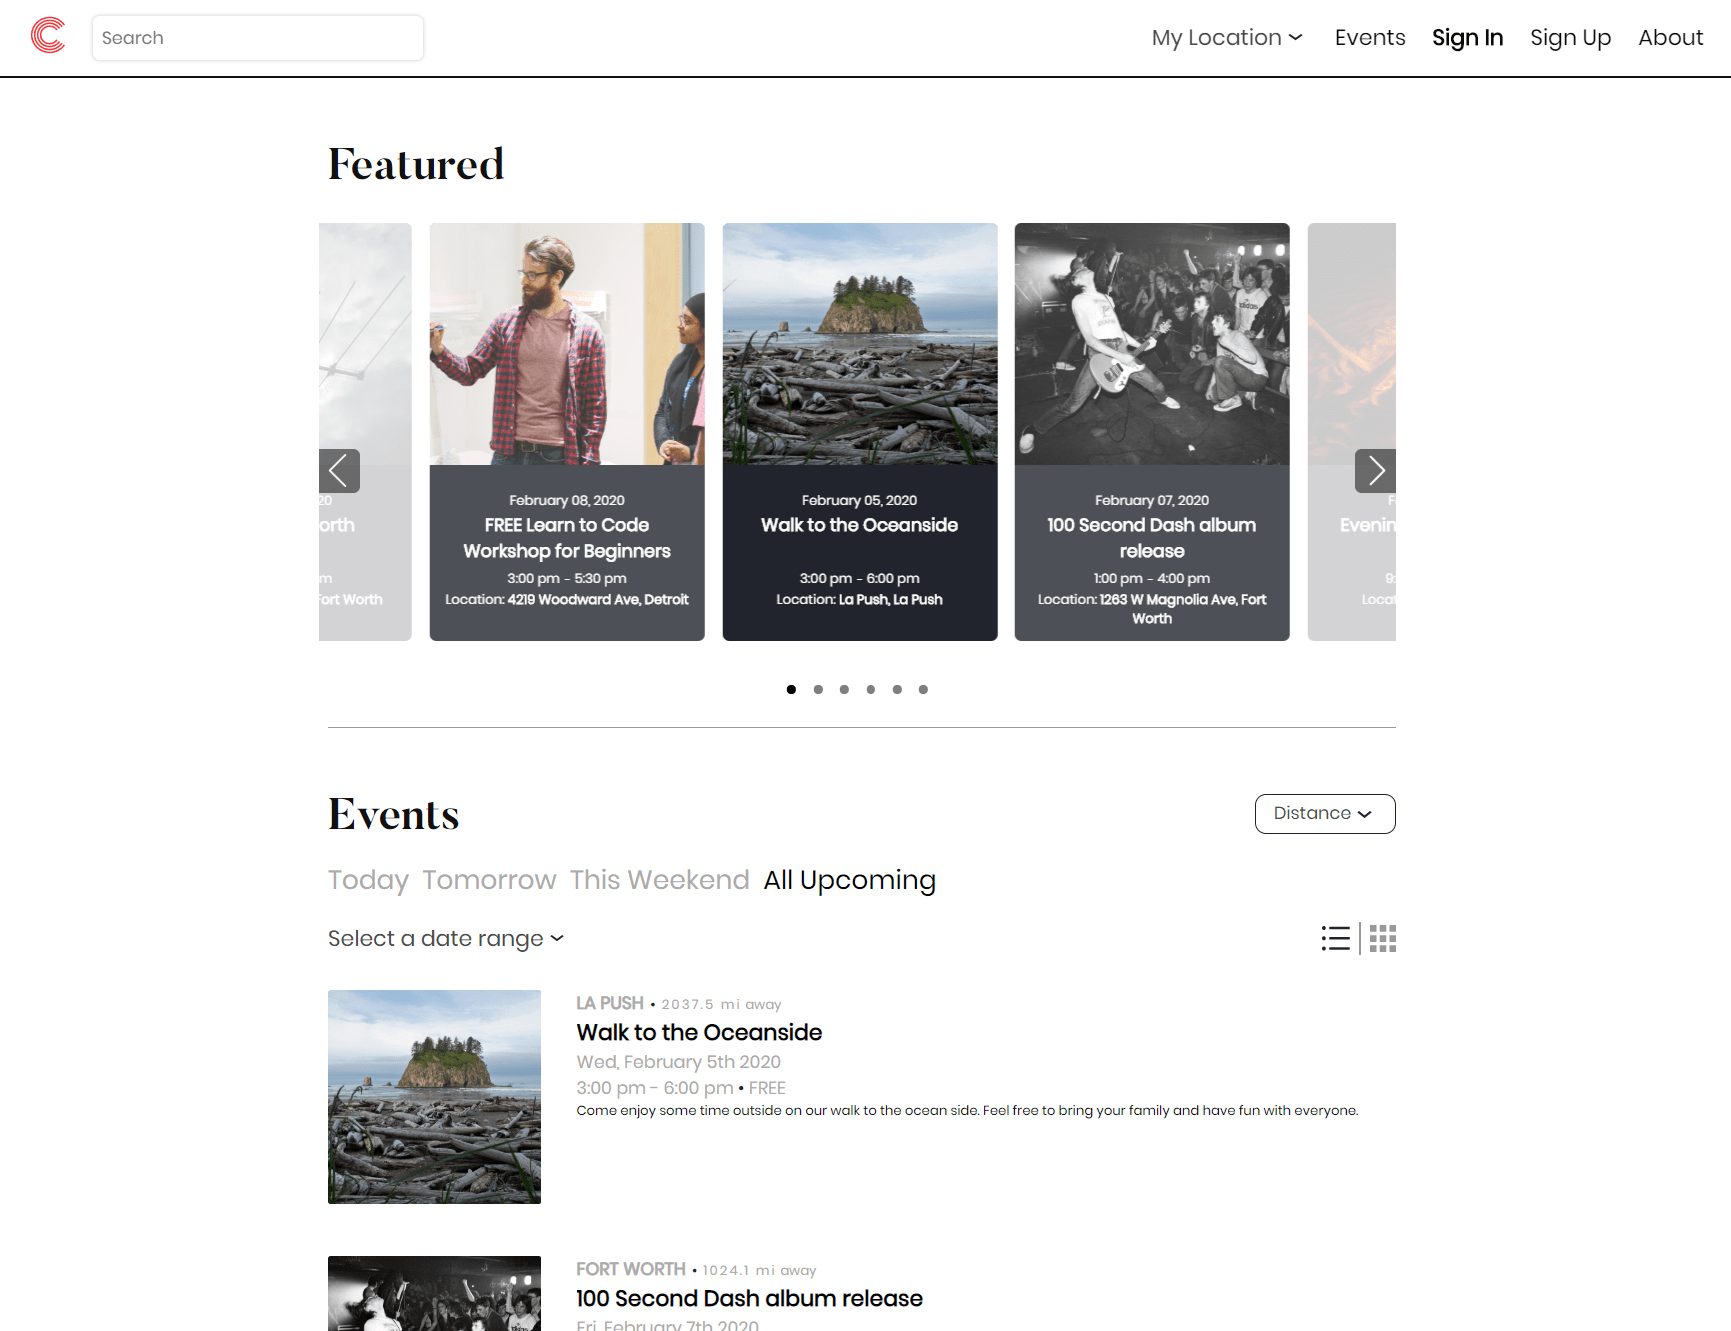 Search
My Location
Events
Sign In
Sign Up
About
Featured
20
orth
m
Fort Worth
February 08, 2020
FREE Learn to Code
Workshop for Beginners
3:00 pm - 5:30 pm
Location: 4219 Woodward Ave, Detroit
February 05, 2020
Walk to the Oceanside
3:00 pm - 6:00 pm
Location: La Push, La Push
February 07, 2020
100 Second Dash album
release
1:00 pm - 4:00 pm
Location: 1263 W Magnolia Ave, Fort
Worth
F
Evenin
9:
Locat
Events
Distance
Today
Tomorrow
This Weekend
All Upcoming
Select a date range
LA PUSH • 2037.5 mi away
Walk to the Oceanside
Wed, February 5th 2020
3:00 pm - 6:00 pm • FREE
Come enjoy some time outside on our walk to the ocean side. Feel free to bring your family and have fun with everyone.
FORT WORTH • 1024.1 mi away
100 Second Dash album release
Fri, February 7th 2020